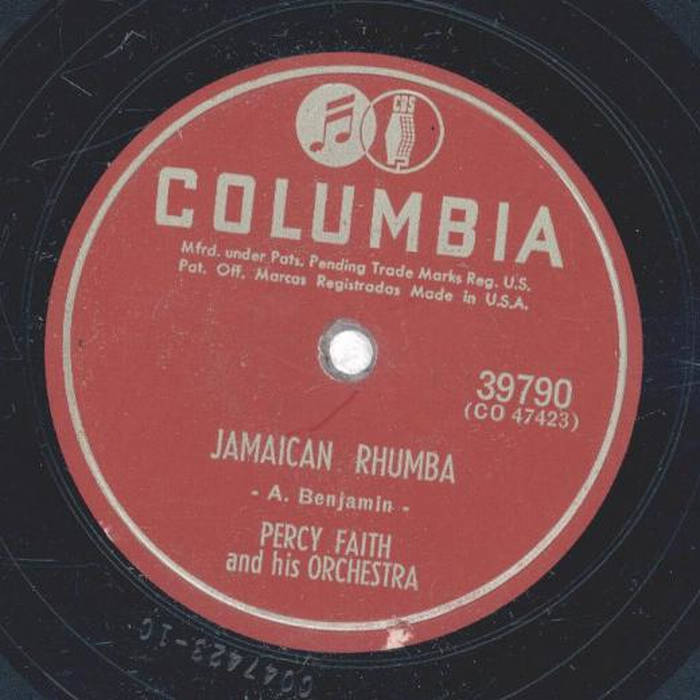 CBS
COLUMBIA
Mfrd. under Pats. Pending Trade Marks Reg. U.S.
Pat. Off. Marcas Registradas Made in U.S.A.
39790
(CO 47423)
JAMAICAN RHUMBA
- A. Benjamin -
PERCY FAITH
and his ORCHESTRA
CO47423-1C